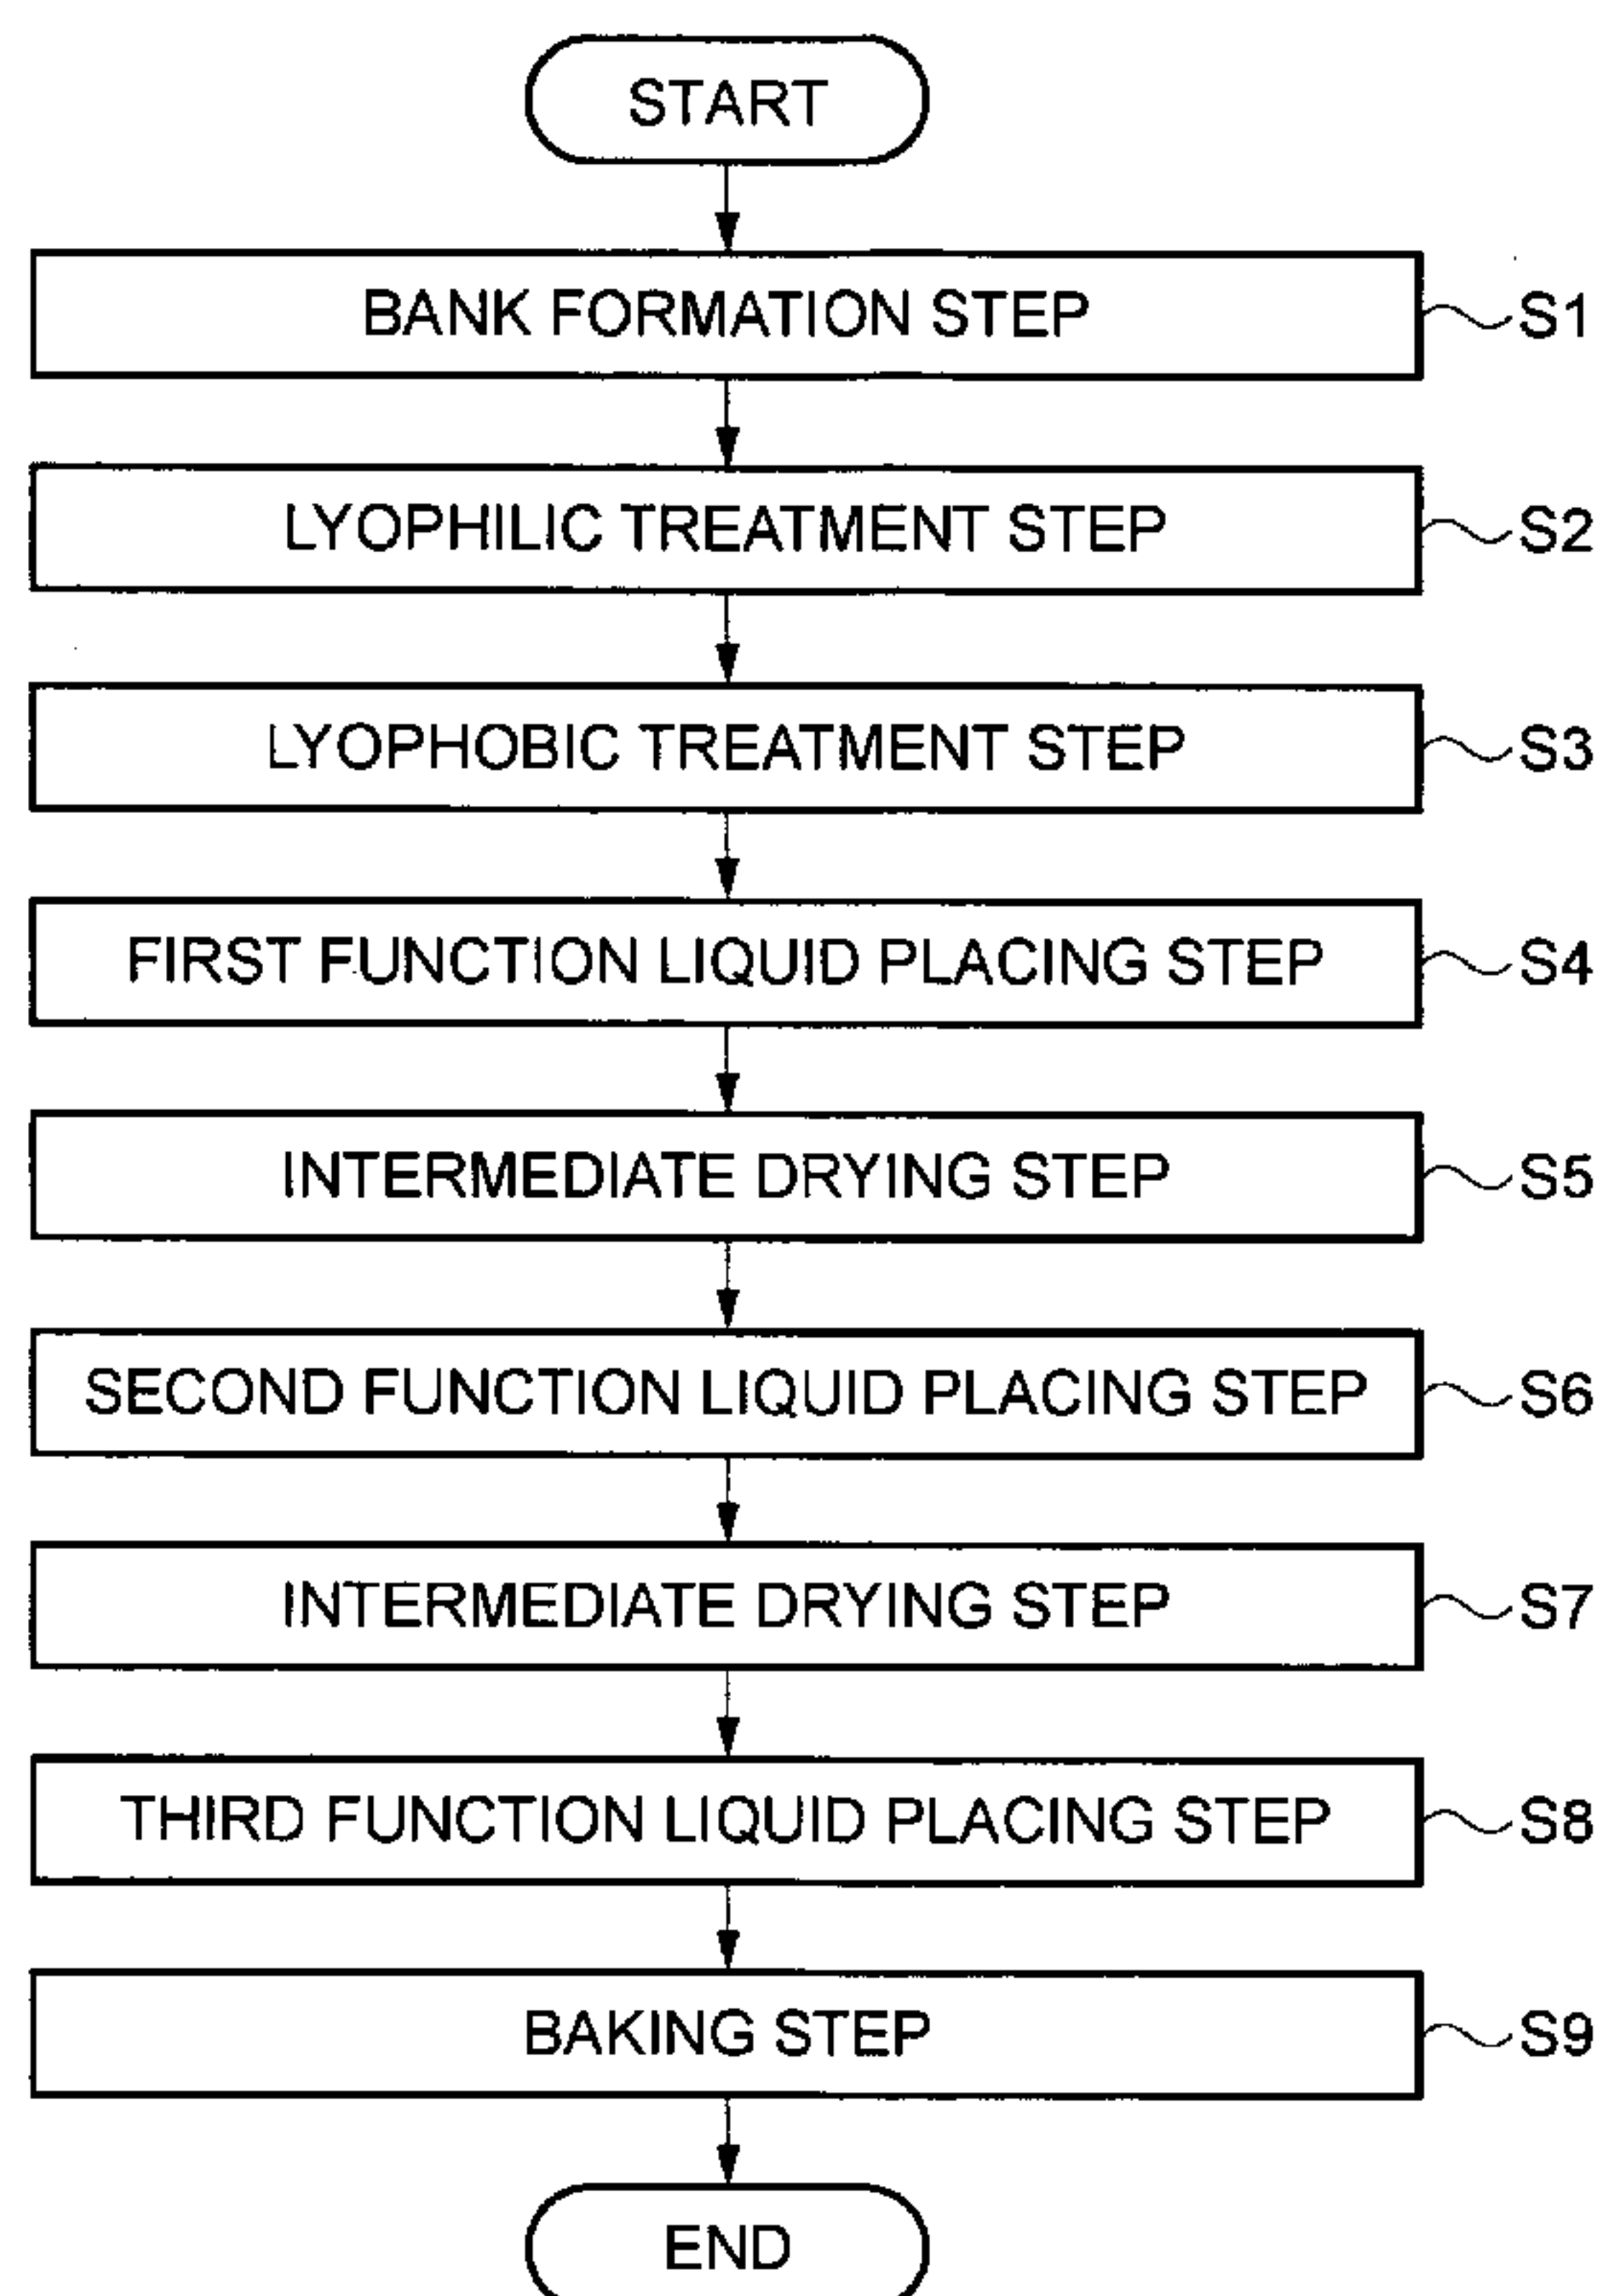 START
BANK FORMATION STEP S1
LYOPHILIC TREATMENT STEP S2
LYOPHOBIC TREATMENT STEP S3
FIRST FUNCTION LIQUID PLACING STEP S4
INTERMEDIATE DRYING STEP S5
SECOND FUNCTION LIQUID PLACING STEP S6
INTERMEDIATE DRYING STEP S7
THIRD FUNCTION LIQUID PLACING STEP S8
BAKING STEP S9
END